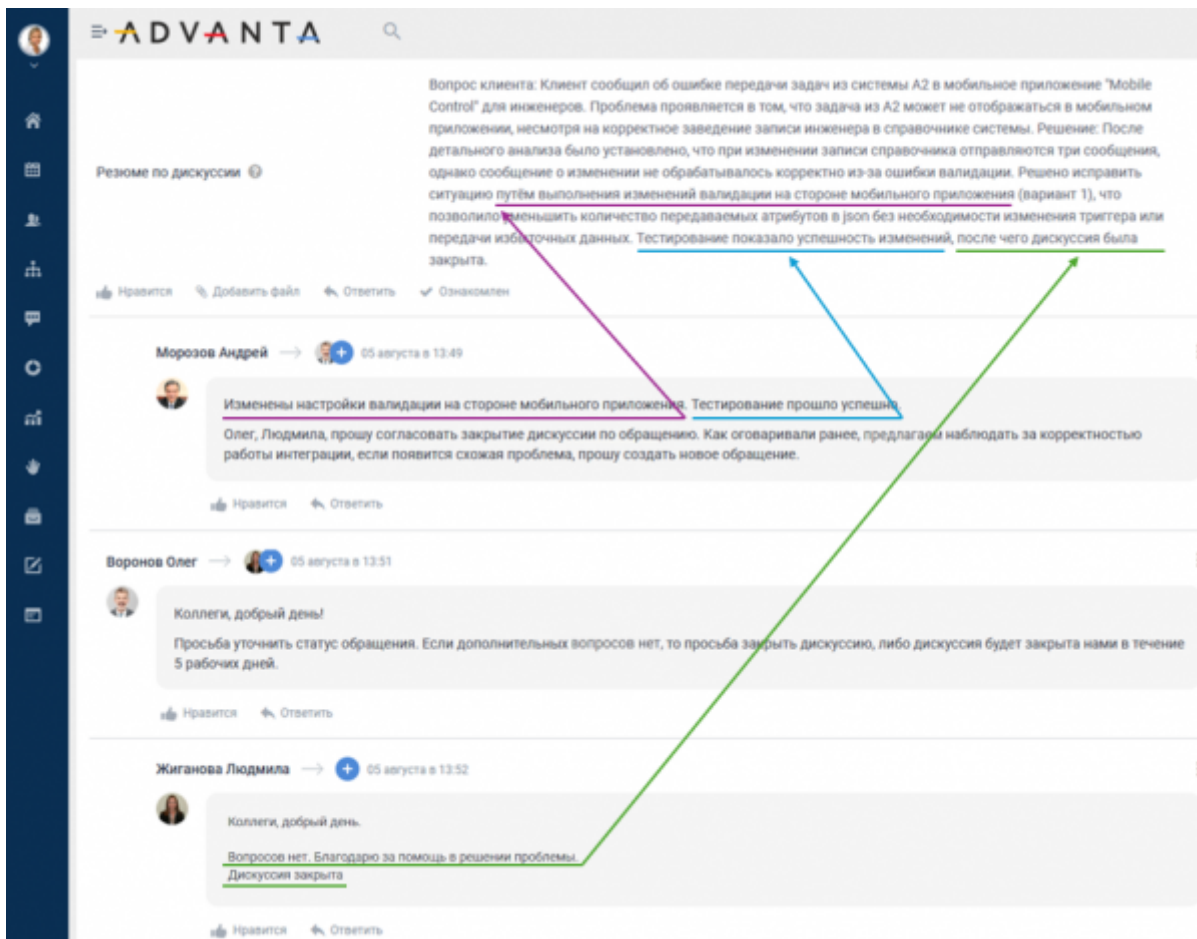 ADVANTA
Вопрос клиента: Клиент сообщил об ошибке передачи задач из системы А2 в мобильное приложение "Mobile
Control" для инженеров. Проблема проявляется в том, что задача из А2 может не отображаться в мобильном
приложении, несмотря на корректное заведение записи инженера в справочнике системы. Решение: После
детального анализа было установлено, что при изменении записи справочника отправляются три сообщения,
однако сообщение о изменении не обрабатывалось корректно из-за ошибки валидации. Решено исправить
ситуацию путём выполнения изменений валидации на стороне мобильного приложения (вариант 1), что
позволило уменьшить количество передаваемых атрибутов в json без необходимости изменения триггера или
передачи избыточных данных. Тестирование показало успешность изменений, после чего дискуссия была
закрыта.
Резюме по дискуссии
Нравится Добавить файл Ответить Ознакомлен
Морозов Андрей 05 августа в 13:49
Изменены настройки валидации на стороне мобильного приложения. Тестирование прошло успешно.
Олег, Людмила, прошу согласовать закрытие дискуссии по обращению. Как оговаривали ранее, предлагаем наблюдать за корректностью
работы интеграции, если появится схожая проблема, прошу создать новое обращение.
Нравится Ответить
Воронов Олег 05 августа в 13:51
Коллеги, добрый день!
Просьба уточнить статус обращения. Если дополнительных вопросов нет, то просьба закрыть дискуссию, либо дискуссия будет закрыта нами в течение
5 рабочих дней.
Нравится Ответить
Жиганова Людмила 05 августа в 13:52
Коллеги, добрый день.
Вопросов нет. Благодарю за помощь в решении проблемы.
Дискуссия закрыта
Нравится Ответить